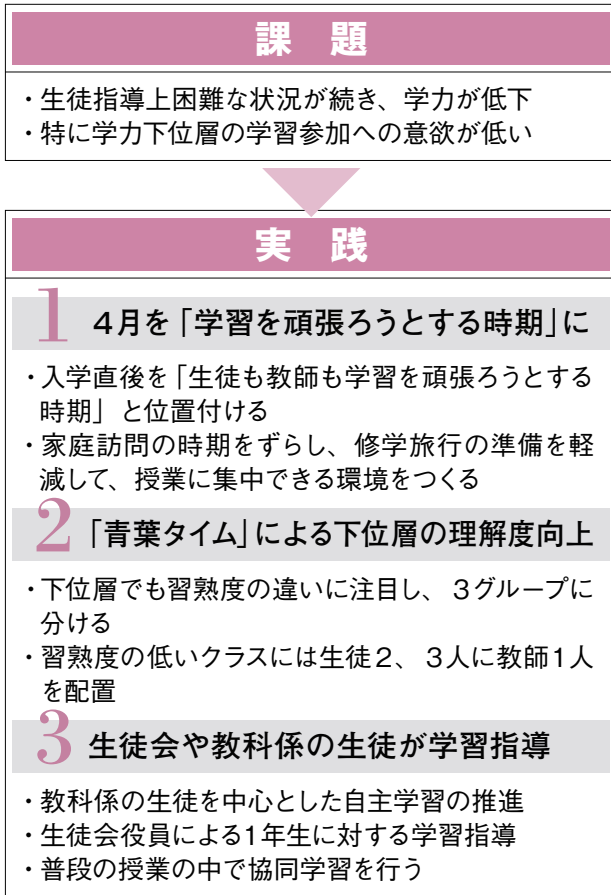 課 題
・生徒指導上困難な状況が続き、学力が低下
・特に学力下位層の学習参加への意欲が低い
実 践
1 4月を「学習を頑張ろうとする時期」に
・入学直後を「生徒も教師も学習を頑張ろうとする
時期」と位置付ける
・家庭訪問の時期をずらし、修学旅行の準備を軽
減して、授業に集中できる環境をつくる
2 「青葉タイム」による下位層の理解度向上
・下位層でも習熟度の違いに注目し、3グループに
分ける
・習熟度の低いクラスには生徒2、3人に教師1人
を配置
3 生徒会や教科係の生徒が学習指導
・教科係の生徒を中心とした自主学習の推進
・生徒会役員による1年生に対する学習指導
・普段の授業の中で協同学習を行う